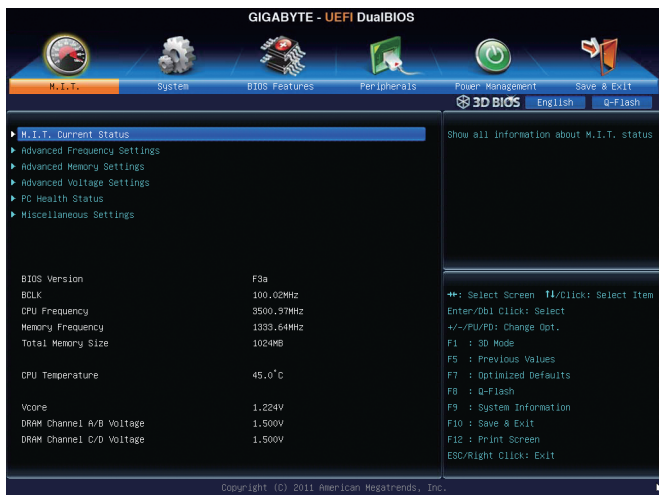 GIGABYTE - UEFI DualBIOS
M.I.T. System BIOS Features Peripherals Power Management Save & Exit
3D BIOS English Q-Flash
M.I.T. Current Status
Advanced Frequency Settings
Advanced Memory Settings
Advanced Voltage Settings
PC Health Status
Miscellaneous Settings
Show all information about M.I.T. status
BIOS Version F3a
BCLK 100.02MHz
CPU Frequency 3500.97MHz
Memory Frequency 1333.64MHz
Total Memory Size 1024MB
CPU Temperature 45.0°C
Vcore 1.224V
DRAM Channel A/B Voltage 1.500V
DRAM Channel C/D Voltage 1.500V
→←: Select Screen ↑↓/Click: Select Item
Enter/Dbl Click: Select
+/-/PU/PD: Change Opt.
F1 : 3D Mode
F5 : Previous Values
F7 : Optimized Defaults
F8 : Q-Flash
F9 : System Information
F10 : Save & Exit
F12 : Print Screen
ESC/Right Click: Exit
Copyright (C) 2011 American Megatrends, Inc.